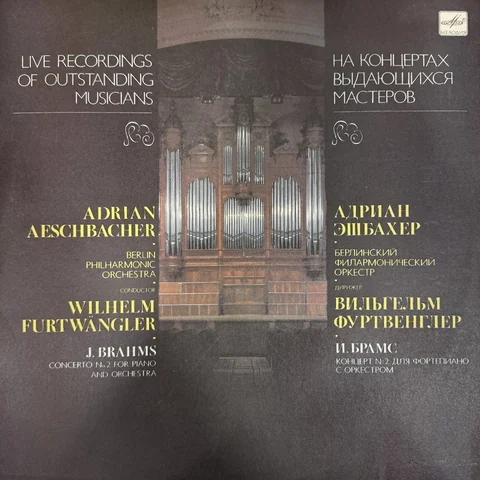 LIVE RECORDINGS
OF OUTSTANDING
MUSICIANS
ADRIAN
AESCHBACHER
BERLIN
PHILHARMONIC
ORCHESTRA
CONDUCTOR
WILHELM
FURTWÄNGLER
J. BRAHMS
CONCERTO No 2 FOR PIANO
AND ORCHESTRA
МЕЛОДИЯ
НА КОНЦЕРТАХ
ВЫДАЮЩИХСЯ
МАСТЕРОВ
АДРИАН
ЭШБАХЕР
БЕРЛИНСКИЙ
ФИЛАРМОНИЧЕСКИЙ
ОРКЕСТР
ДИРИЖЕР
ВИЛЬГЕЛЬМ
ФУРТВЕНГЛЕР
И. БРАМС
КОНЦЕРТ № 2 ДЛЯ ФОРТЕПИАНО
С ОРКЕСТРОМ